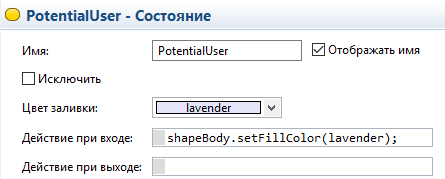 PotentialUser - Состояние
Имя: PotentialUser Отображать имя
Исключить
Цвет заливки: lavender
Действие при входе: shapeBody.setFillColor(lavender);
Действие при выходе: